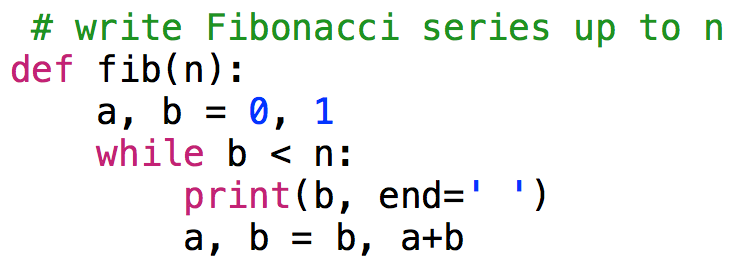 # write Fibonacci series up to n
def fib(n):
    a, b = 0, 1
    while b < n:
        print(b, end=' ')
        a, b = b, a+b